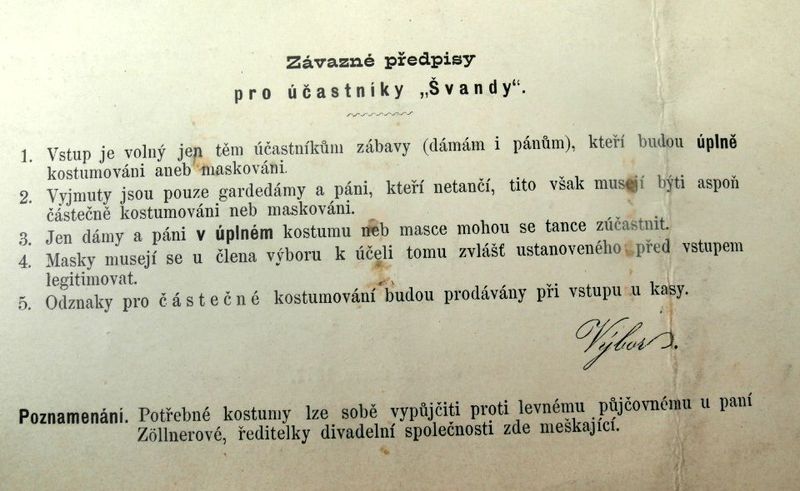 Závazné předpisy
pro účastníky „Švandy“.
1. Vstup je volný jen těm účastníkům zábavy (dámám i pánům), kteří budou úplně
kostumováni aneb maskováni.
2. Vyjmuty jsou pouze gardedámy a páni, kteří netančí, tito však musejí býti aspoň
částečně kostumováni neb maskováni.
3. Jen dámy a páni v úplném kostumu neb masce mohou se tance zúčastnit.
4. Masky musejí se u člena výboru k účeli tomu zvlášť ustanoveného před vstupem
legitimovat.
5. Odznaky pro částečné kostumování budou prodávány při vstupu u kasy.
Výbor.
Poznamenání. Potřebné kostumy lze sobě vypůjčiti proti levnému půjčovnému u paní
Zöllnerové, ředitelky divadelní společnosti zde meškající.